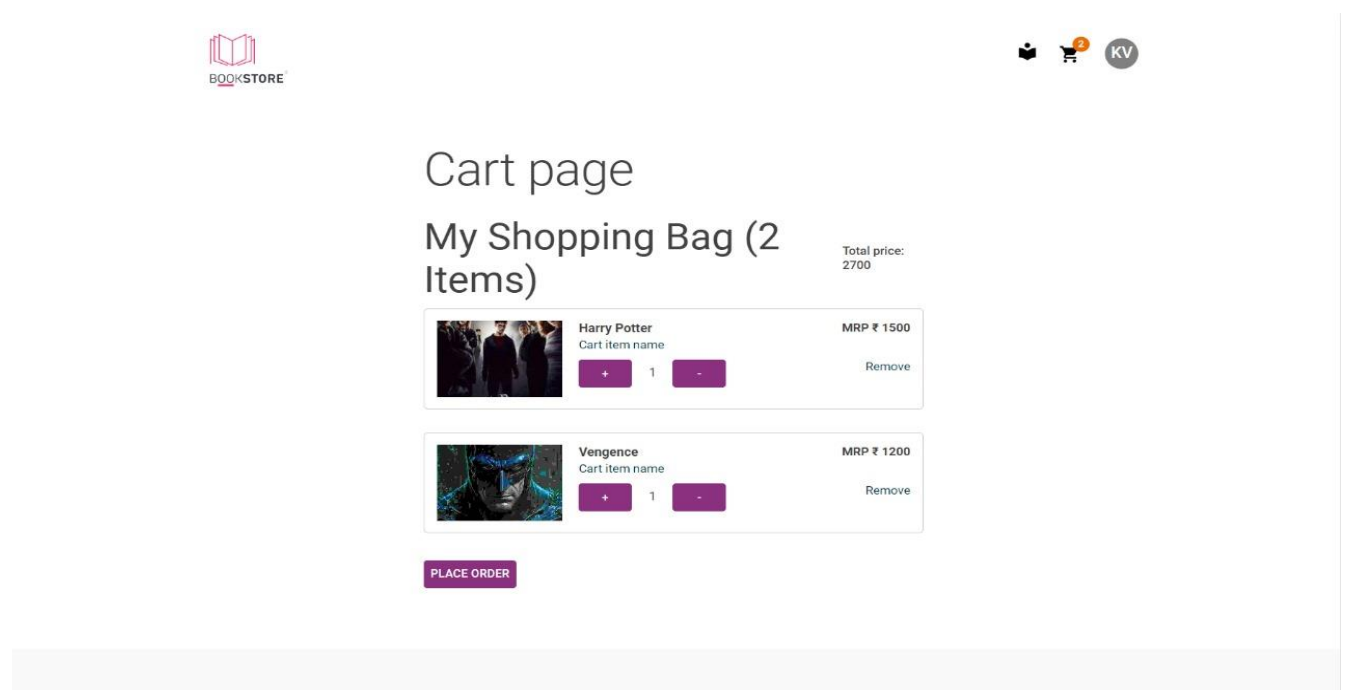 BOOKSTORE
2
KV
Cart page
My Shopping Bag (2
Items)
Total price:
2700
Harry Potter
MRP ₹ 1500
Cart item name
+ 1 -
Remove
Vengence
MRP ₹ 1200
Cart item name
+ 1 -
Remove
PLACE ORDER